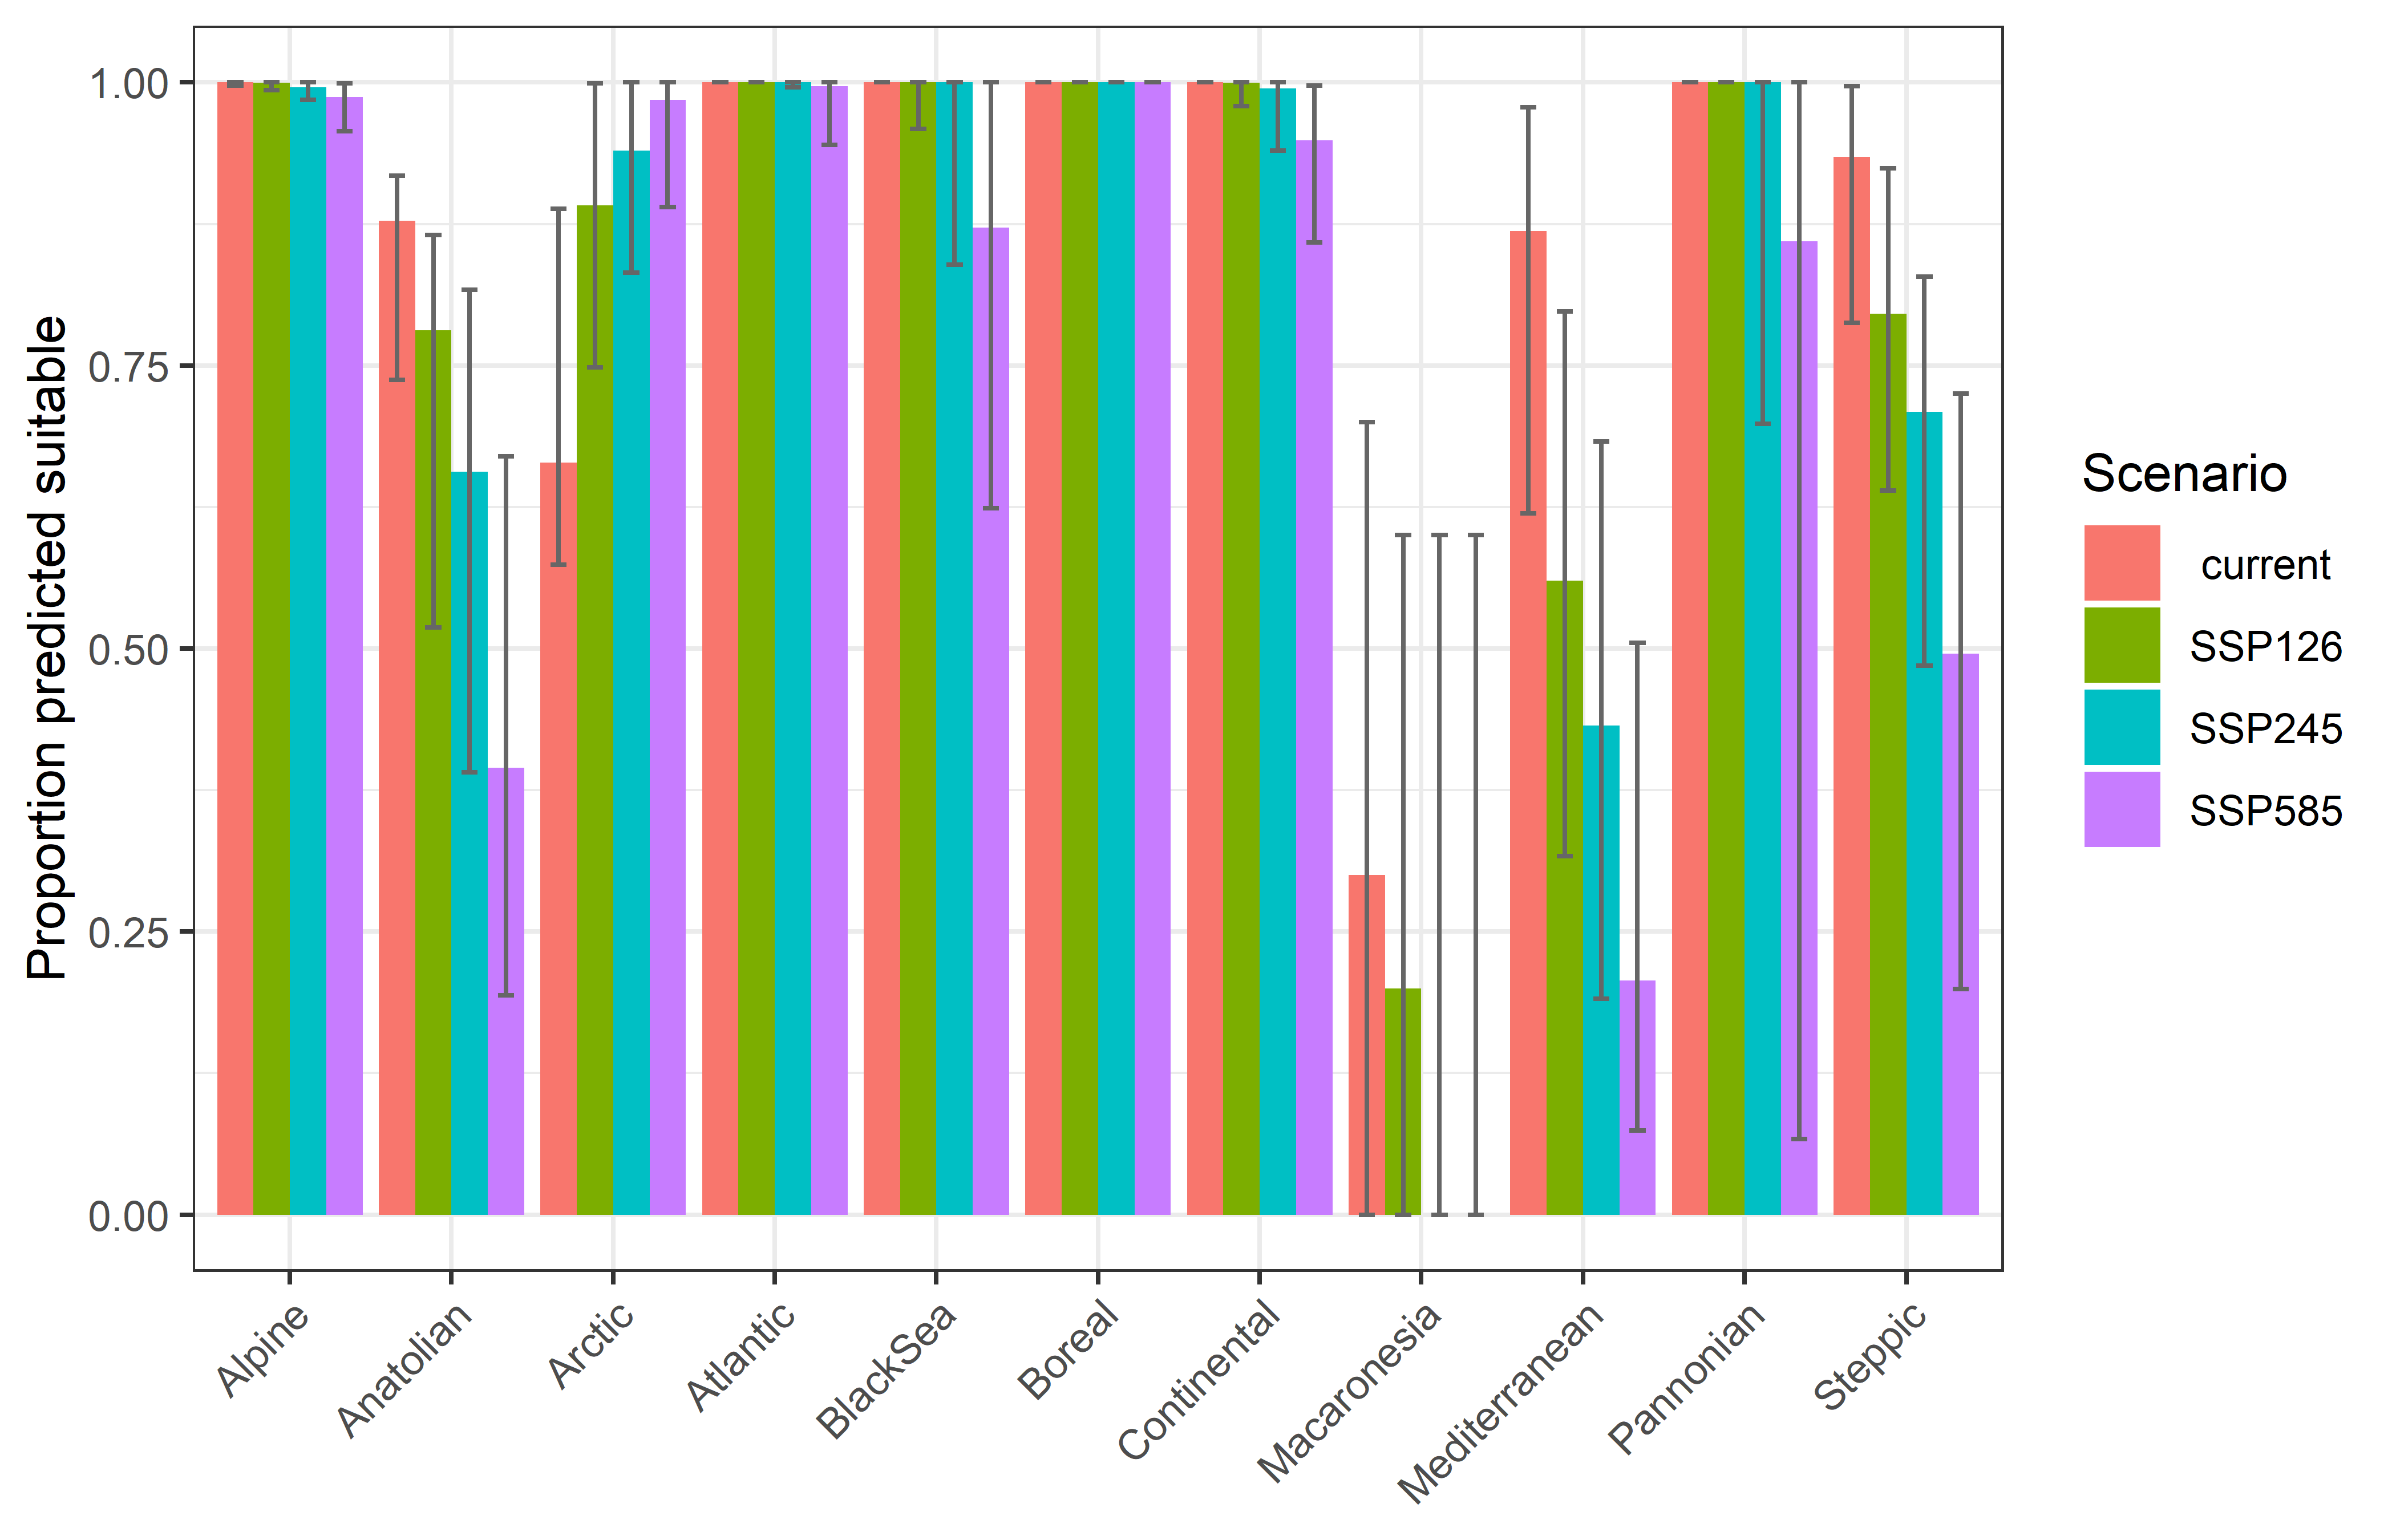 Proportion predicted suitable
1.00
0.75
0.50
0.25
0.00
Alpine
Anatolian
Arctic
Atlantic
BlackSea
Boreal
Continental
Macaronesia
Mediterranean
Pannonian
Steppic
Scenario
current
SSP126
SSP245
SSP585